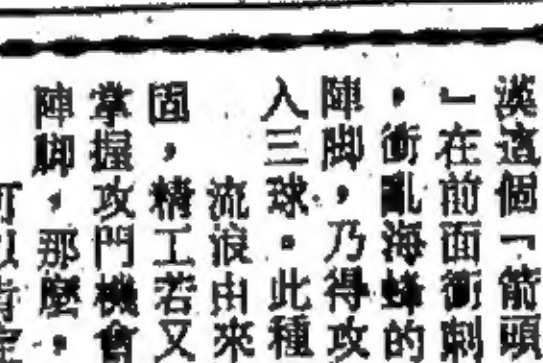 漢這個「箭頭
」在前面衝刺
，衝亂海蜂的
陣脚，乃得攻
入三球。此種
流浪由來
固，精工若又
掌握攻門機會
陣脚，那麼，